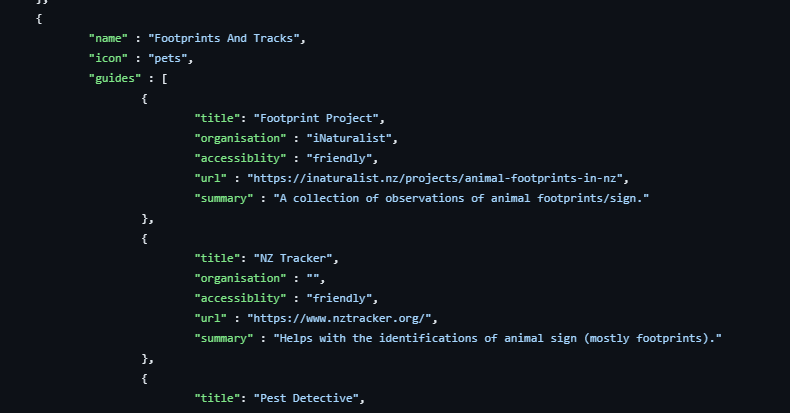 },
{
"name" : "Footprints And Tracks",
"icon" : "pets",
"guides" : [
{
"title": "Footprint Project",
"organisation" : "iNaturalist",
"accessiblity" : "friendly",
"url" : "https://inaturalist.nz/projects/animal-footprints-in-nz",
"summary" : "A collection of observations of animal footprints/sign."
},
{
"title": "NZ Tracker",
"organisation" : "",
"accessiblity" : "friendly",
"url" : "https://www.nztracker.org/",
"summary" : "Helps with the identifications of animal sign (mostly footprints)."
},
{
"title": "Pest Detective",